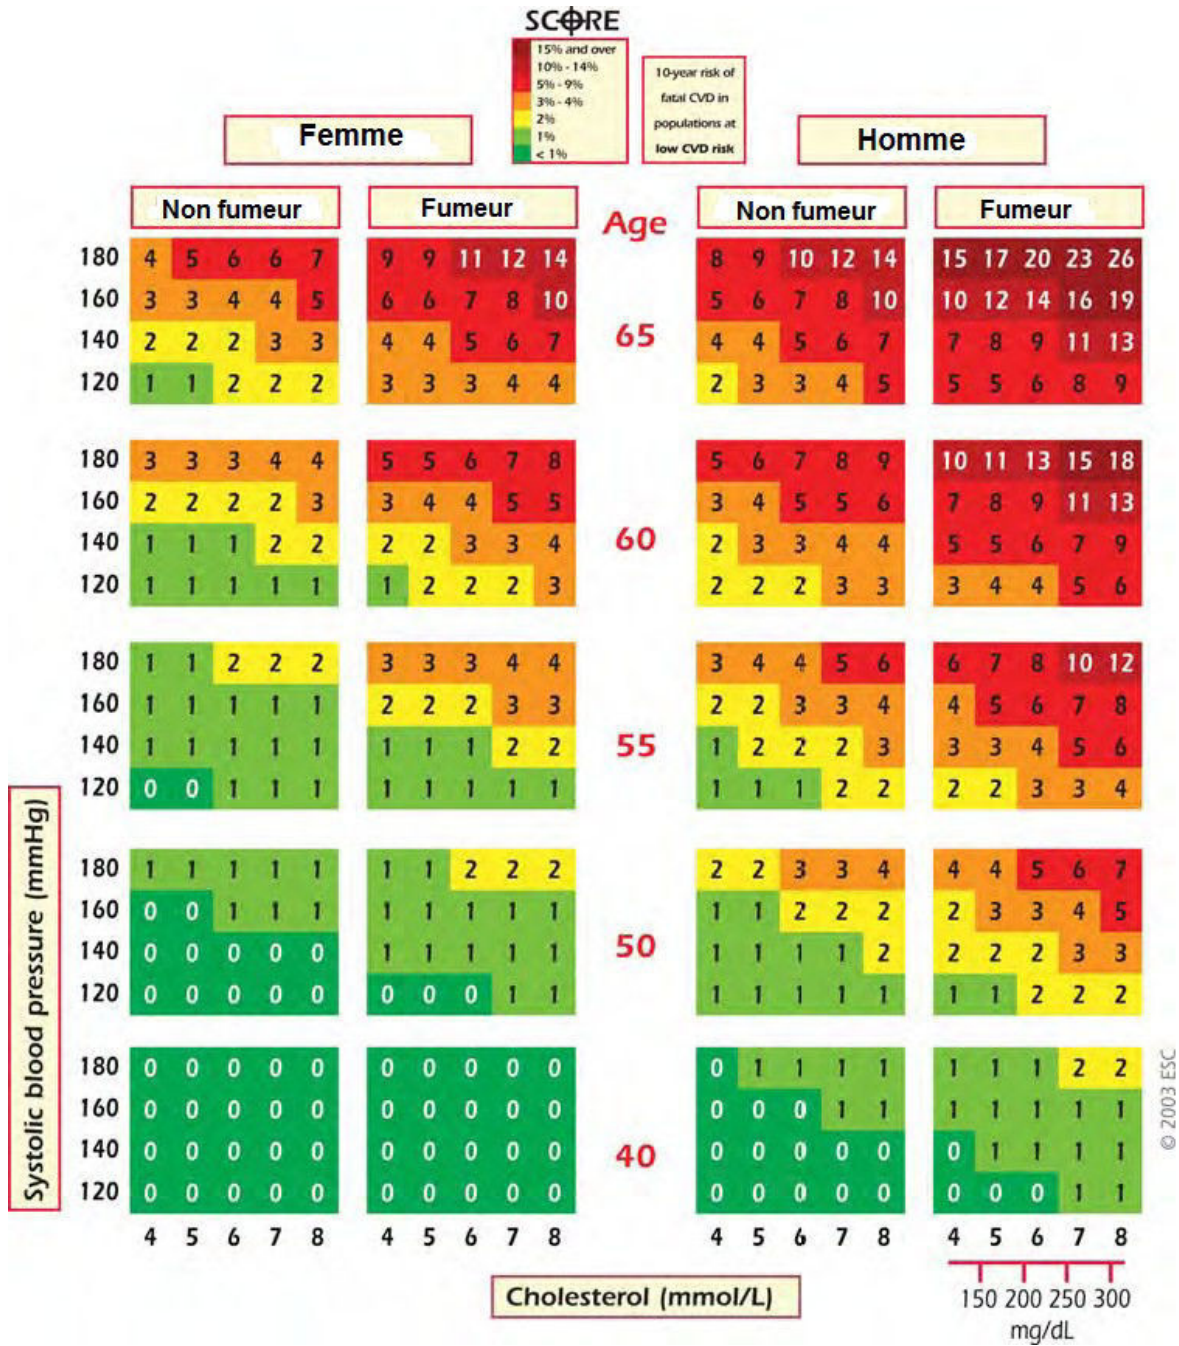 SCORE
15% and over
10% - 14%
5% - 9%
3% - 4%
2%
1%
< 1%
10-year risk of
fatal CVD in
populations at
low CVD risk
Femme
Homme
Non fumeur
Fumeur
Age
Non fumeur
Fumeur
180 4 5 6 6 7 9 9 11 12 14 8 9 10 12 14 15 17 20 23 26
160 3 3 4 4 5 6 6 7 8 10 5 6 7 8 10 10 12 14 16 19
65
140 2 2 2 3 3 4 4 5 6 7 4 4 5 6 7 7 8 9 11 13
120 1 1 2 2 2 3 3 3 4 4 2 3 3 4 5 5 5 6 8 9
180 3 3 3 4 4 5 5 6 7 8 5 6 7 8 9 10 11 13 15 18
160 2 2 2 2 3 3 4 4 5 5 3 4 5 5 6 7 8 9 11 13
60
140 1 1 1 2 2 2 2 3 3 4 2 3 3 4 4 5 5 6 7 9
120 1 1 1 1 1 1 2 2 2 3 2 2 2 3 3 3 4 4 5 6
180 1 1 2 2 2 3 3 3 4 4 3 4 4 5 6 6 7 8 10 12
160 1 1 1 1 1 2 2 2 3 3 2 2 3 3 4 4 5 6 7 8
55
140 1 1 1 1 1 1 1 1 2 2 1 2 2 2 3 3 3 4 5 6
120 0 0 1 1 1 1 1 1 1 1 1 1 1 2 2 2 2 3 3 4
180 1 1 1 1 1 1 1 2 2 2 2 2 3 3 4 4 4 5 6 7
160 0 0 1 1 1 1 1 1 1 1 1 1 2 2 2 2 3 3 4 5
50
140 0 0 0 0 0 1 1 1 1 1 1 1 1 1 2 2 2 2 3 3
120 0 0 0 0 0 0 0 0 1 1 1 1 1 1 1 1 1 2 2 2
180 0 0 0 0 0 0 0 0 0 0 0 1 1 1 1 1 1 1 2 2
160 0 0 0 0 0 0 0 0 0 0 0 0 0 1 1 1 1 1 1 1
40
140 0 0 0 0 0 0 0 0 0 0 0 0 0 0 0 0 1 1 1 1
120 0 0 0 0 0 0 0 0 0 0 0 0 0 0 0 0 0 0 1 1
4 5 6 7 8 4 5 6 7 8 4 5 6 7 8 4 5 6 7 8
Systolic blood pressure (mmHg)
Cholesterol (mmol/L)
150 200 250 300
mg/dL
© 2003 ESC